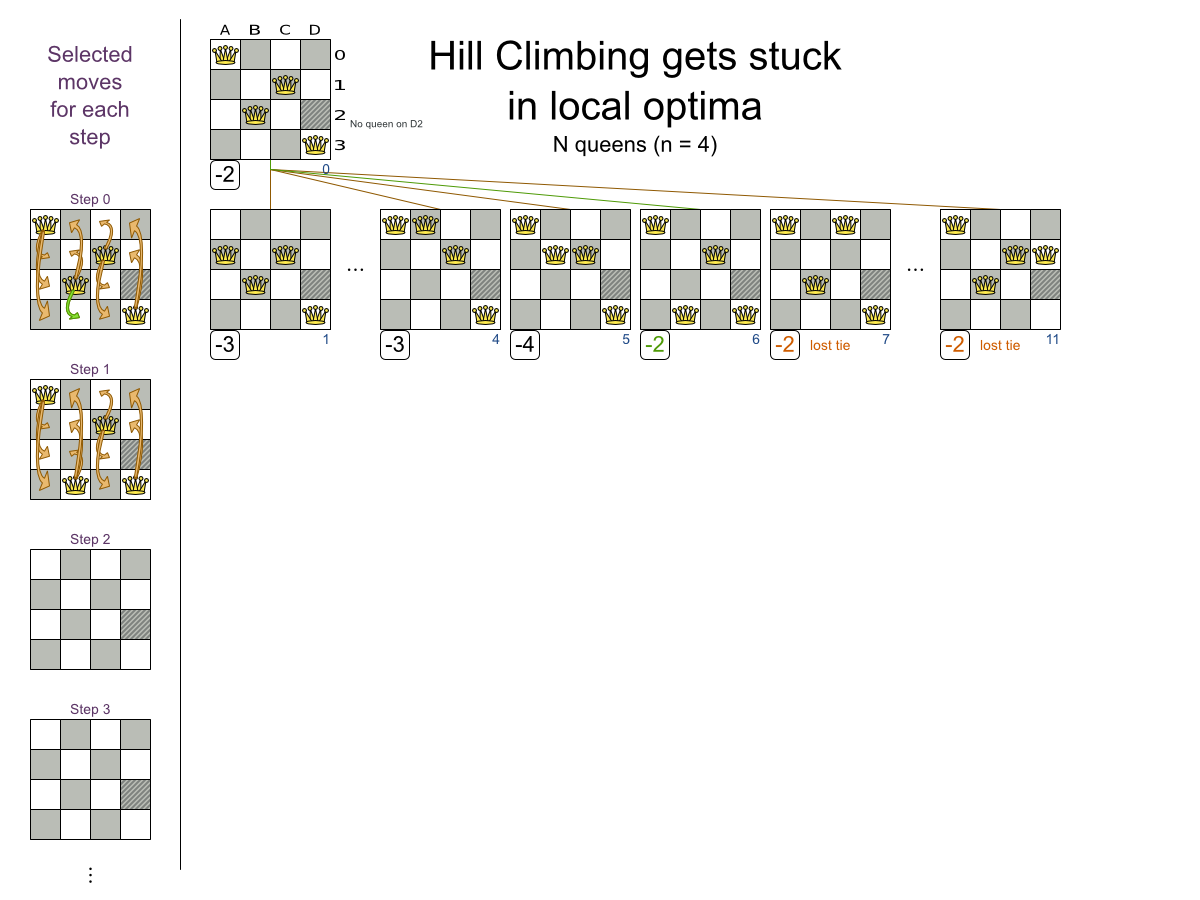 Selected
moves
for each
step
A B C D
0
1
2
3
No queen on D2
-2
0
Hill Climbing gets stuck
in local optima
N queens (n = 4)
Step 0
...
...
-3
1
-3
4
-4
5
-2
6
-2
lost tie
7
-2
lost tie
11
Step 1
Step 2
Step 3
...